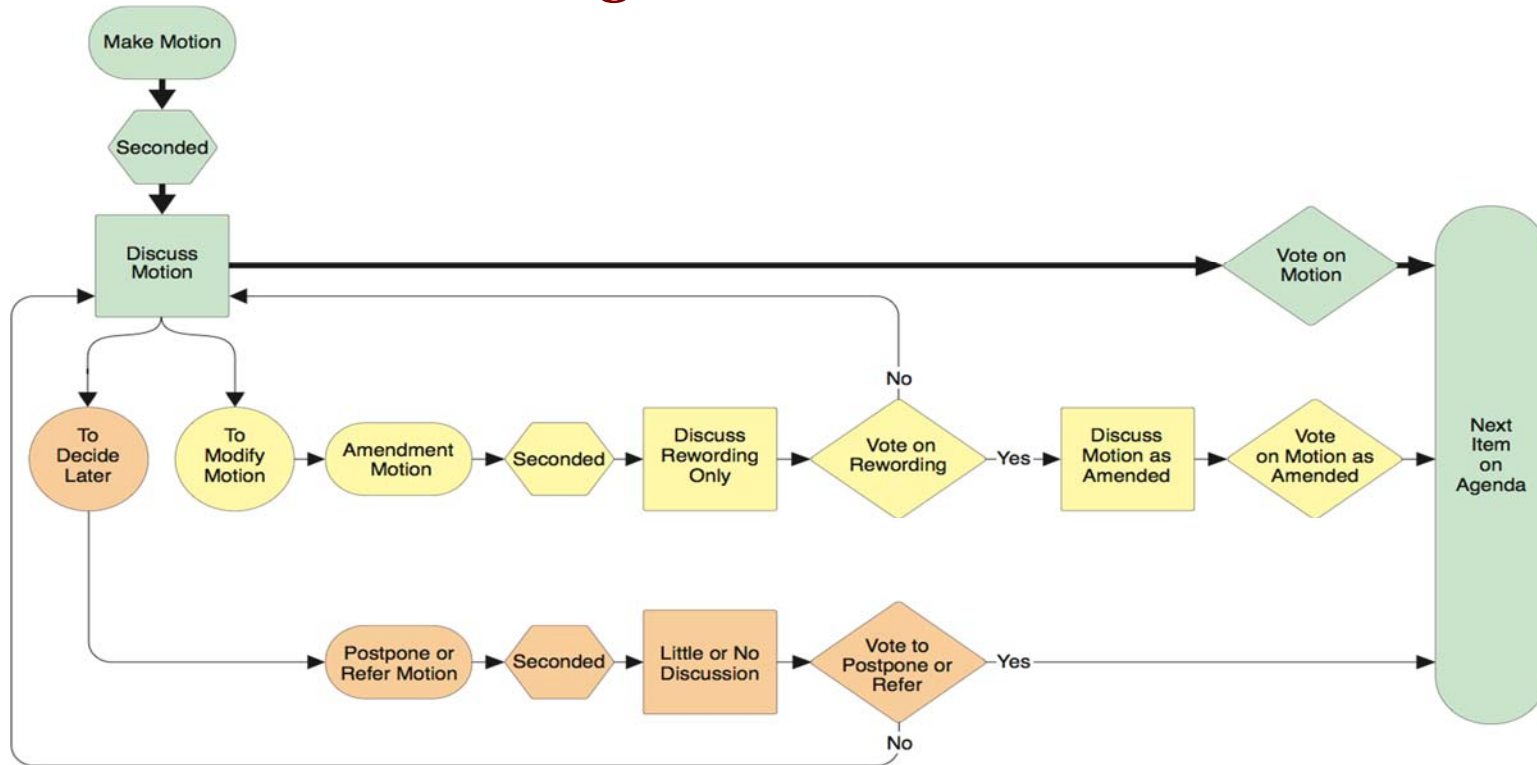 Make Motion
Seconded
Discuss
Motion
Vote on
Motion
No
To
Decide
Later
To
Modify
Motion
Amendment
Motion
Seconded
Discuss
Rewording
Only
Vote on
Rewording
Yes
Discuss
Motion as
Amended
Vote
on Motion as
Amended
Next
Item
on
Agenda
Postpone or
Refer Motion
Seconded
Little or No
Discussion
Vote to
Postpone or
Refer
Yes
No